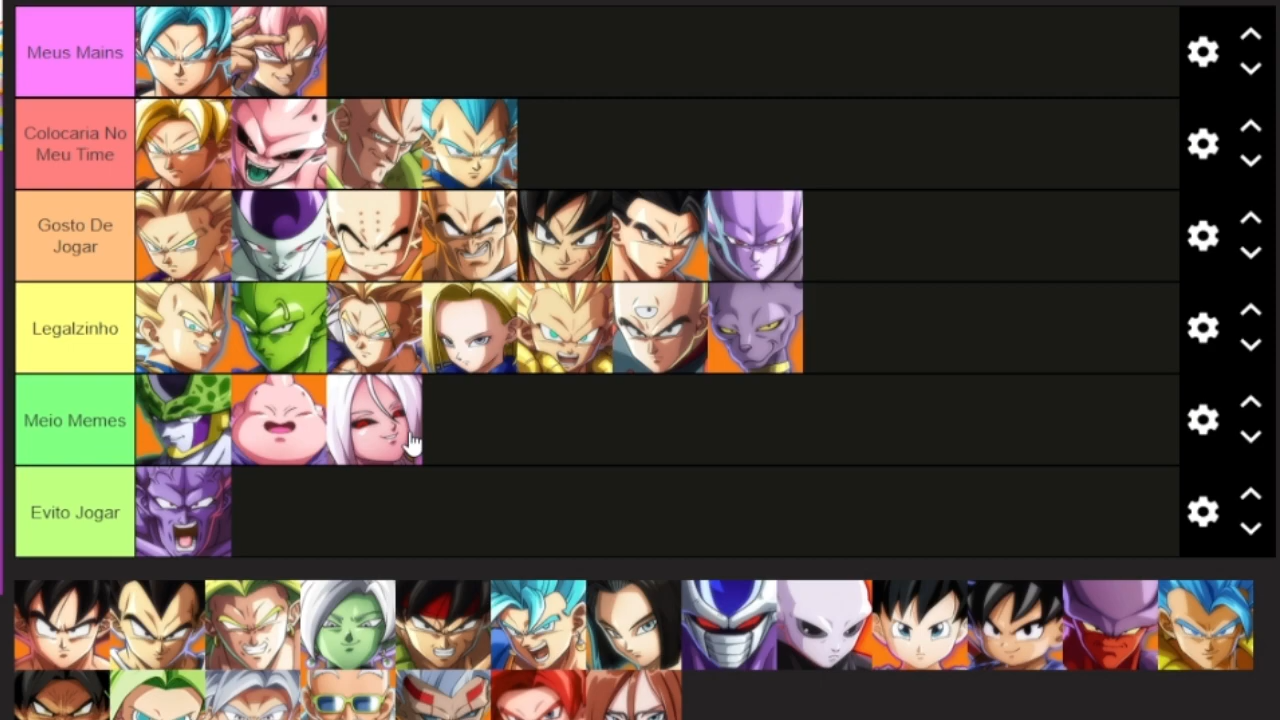 Meus Mains
Colocaria No
Meu Time
Gosto De
Jogar
Legalzinho
Meio Memes
Evito Jogar